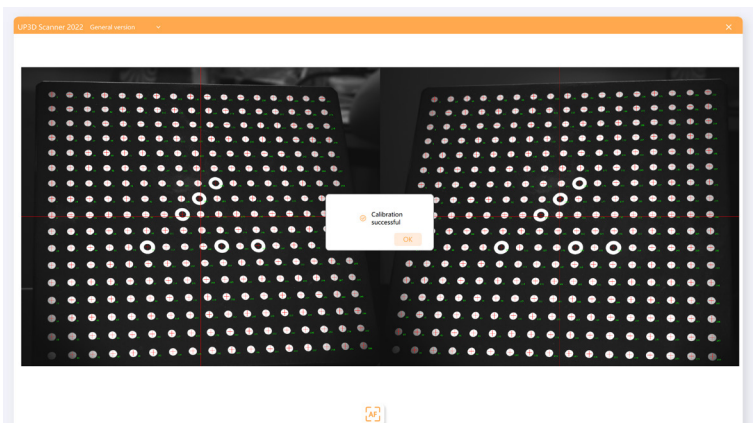 UP3D Scanner 2022 General version
Calibration
successful
OK
AF